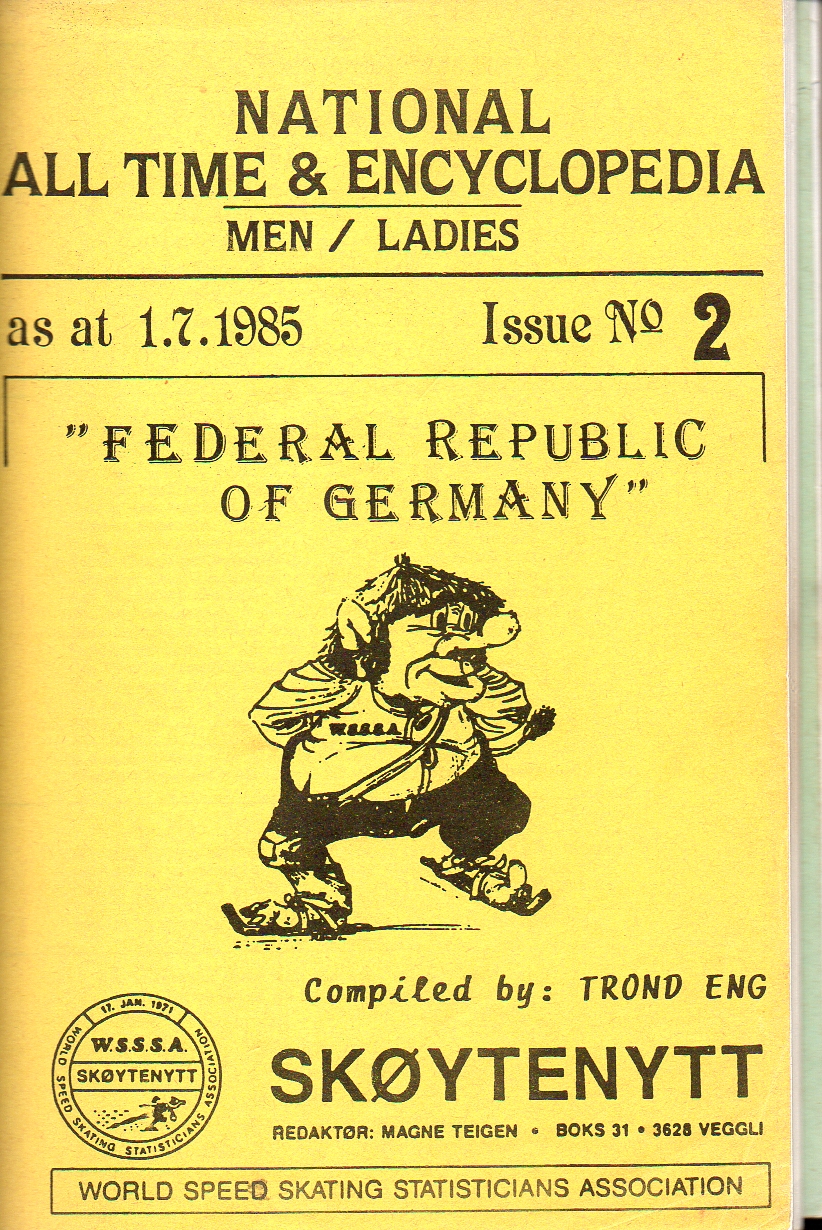 NATIONAL
ALL TIME & ENCYCLOPEDIA
MEN / LADIES
as at 1.7.1985 Issue Nº 2
"FEDERAL REPUBLIC
OF GERMANY"
W.S.S.S.A.
Compiled by: TROND ENG
17. JAN. 1971
W.S.S.S.A.
SKØYTENYTT
WORLD SPEED SKATING STATISTICIANS ASSOCIATION
SKØYTENYTT
REDAKTØR: MAGNE TEIGEN • BOKS 31 • 3628 VEGGLI
WORLD SPEED SKATING STATISTICIANS ASSOCIATION